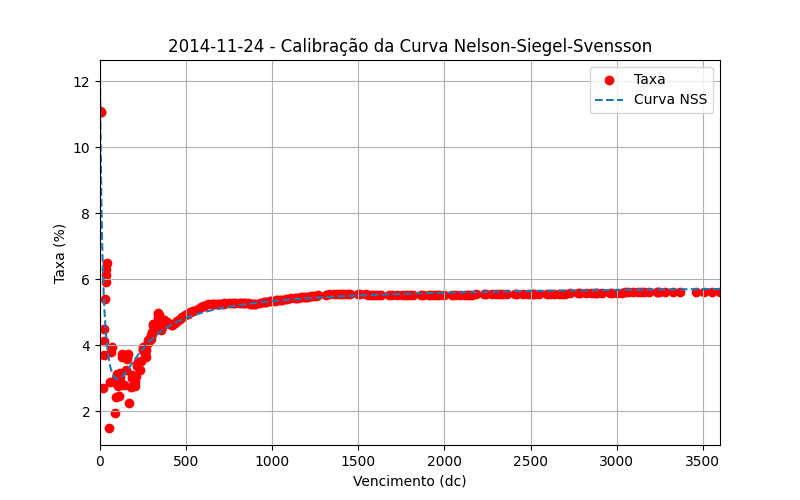 2014-11-24 - Calibração da Curva Nelson-Siegel-Svensson
Taxa
Curva NSS
Taxa (%)
12
10
8
6
4
2
0 500 1000 1500 2000 2500 3000 3500
Vencimento (dc)